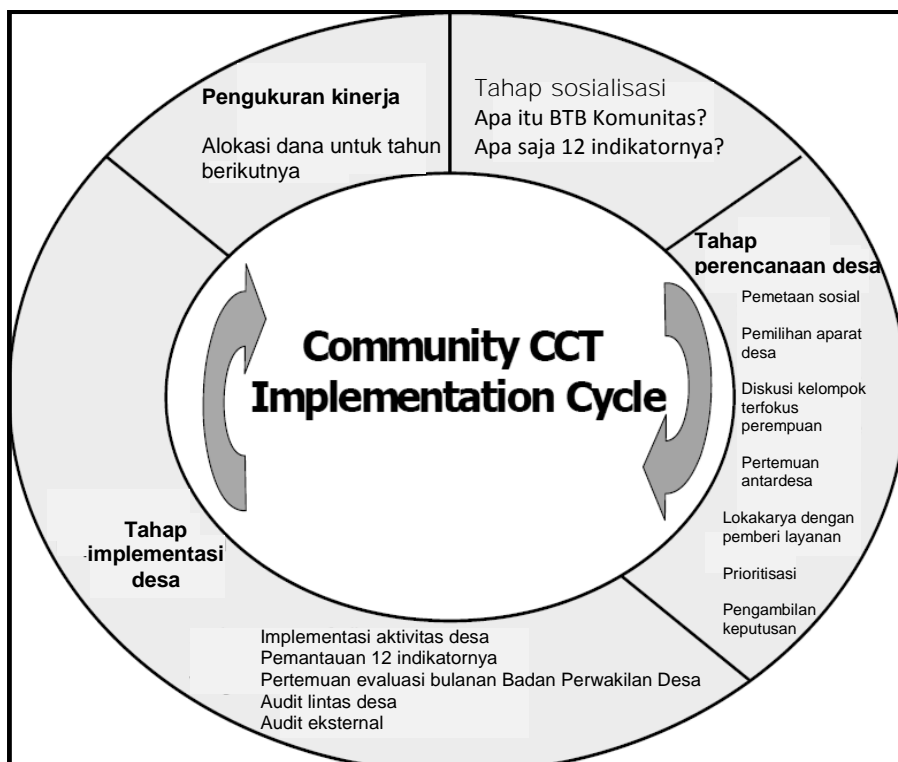 Pengukuran kinerja
Alokasi dana untuk tahun
berikutnya
Tahap sosialisasi
Apa itu BTB Komunitas?
Apa saja 12 indikatornya?
Tahap
perencanaan desa
Pemetaan sosial
Pemilihan aparat
desa
Diskusi kelompok
terfokus
perempuan
Pertemuan
antardesa
Lokakarya dengan
pemberi layanan
Prioritisasi
Pengambilan
keputusan
Community CCT
Implementation Cycle
Tahap
implementasi
desa
Implementasi aktivitas desa
Pemantauan 12 indikatornya
Pertemuan evaluasi bulanan Badan Perwakilan Desa
Audit lintas desa
Audit eksternal